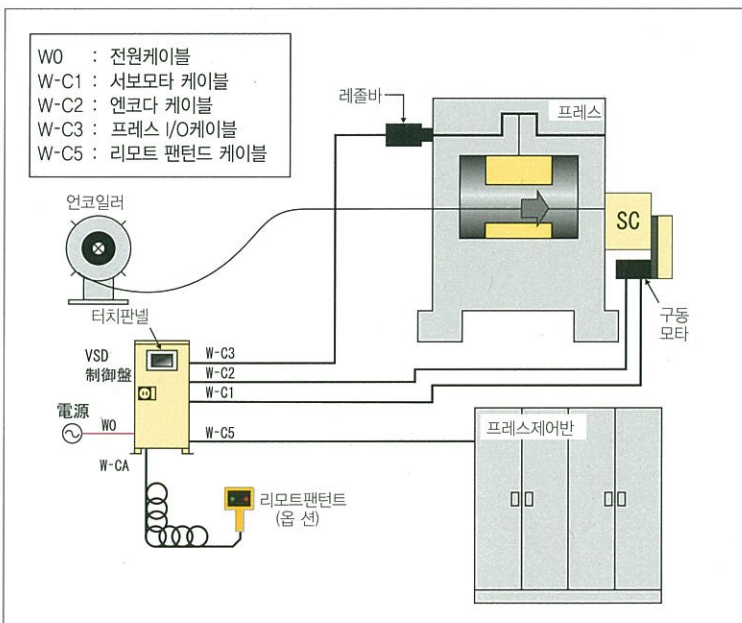 W0 : 전원케이블
W-C1 : 서보모타 케이블
W-C2 : 엔코다 케이블
W-C3 : 프레스 I/O케이블
W-C5 : 리모트 팬턴드 케이블
레졸바
프레스
언코일러
SC
터치판넬
구동
모타
VSD
制御盤
W-C3
W-C2
W-C1
電源
W0
W-C5
프레스제어반
W-CA
리모트팬턴트
(옵 션)